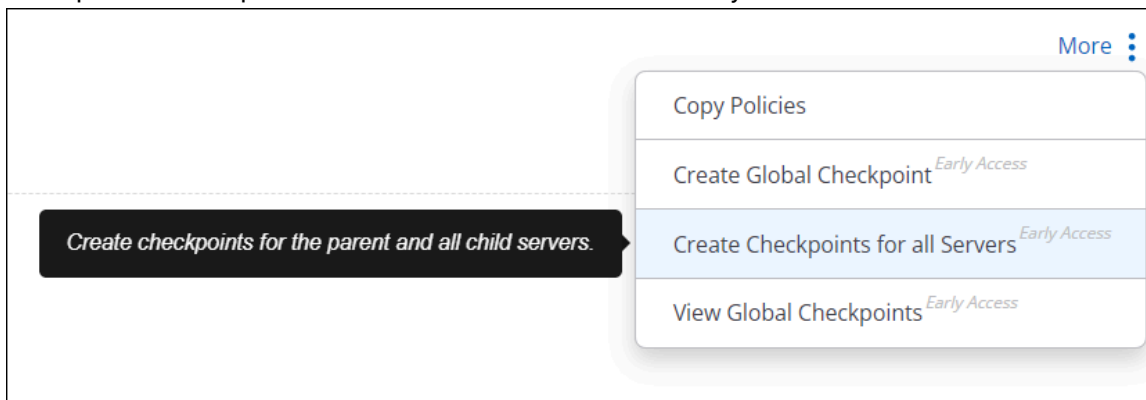 More
Copy Policies
Create Global Checkpoint Early Access
Create checkpoints for the parent and all child servers.
Create Checkpoints for all Servers Early Access
View Global Checkpoints Early Access